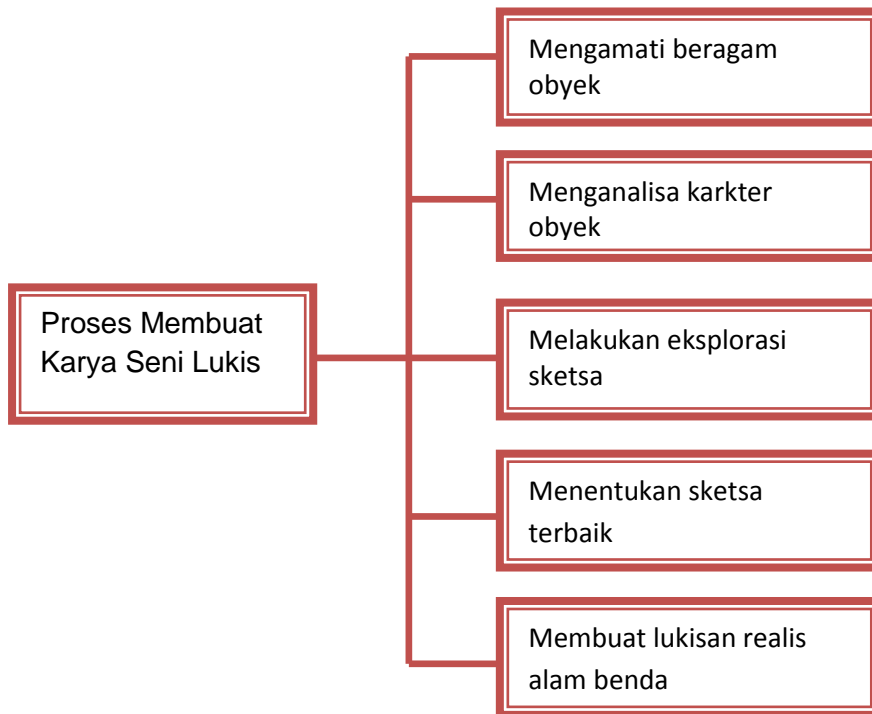 Mengamati beragam
obyek
Menganalisa karkter
obyek
Proses Membuat
Karya Seni Lukis
Melakukan eksplorasi
sketsa
Menentukan sketsa
terbaik
Membuat lukisan realis
alam benda